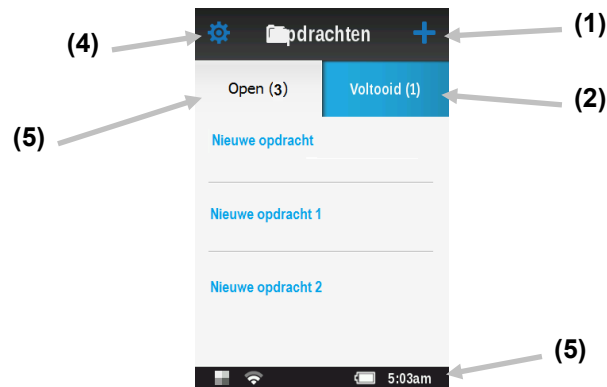 (4) pdrachten (1)
Open (3) Voltooid (1)
(2)
(5)
Nieuwe opdracht
Nieuwe opdracht 1
Nieuwe opdracht 2
(5)
5:03am